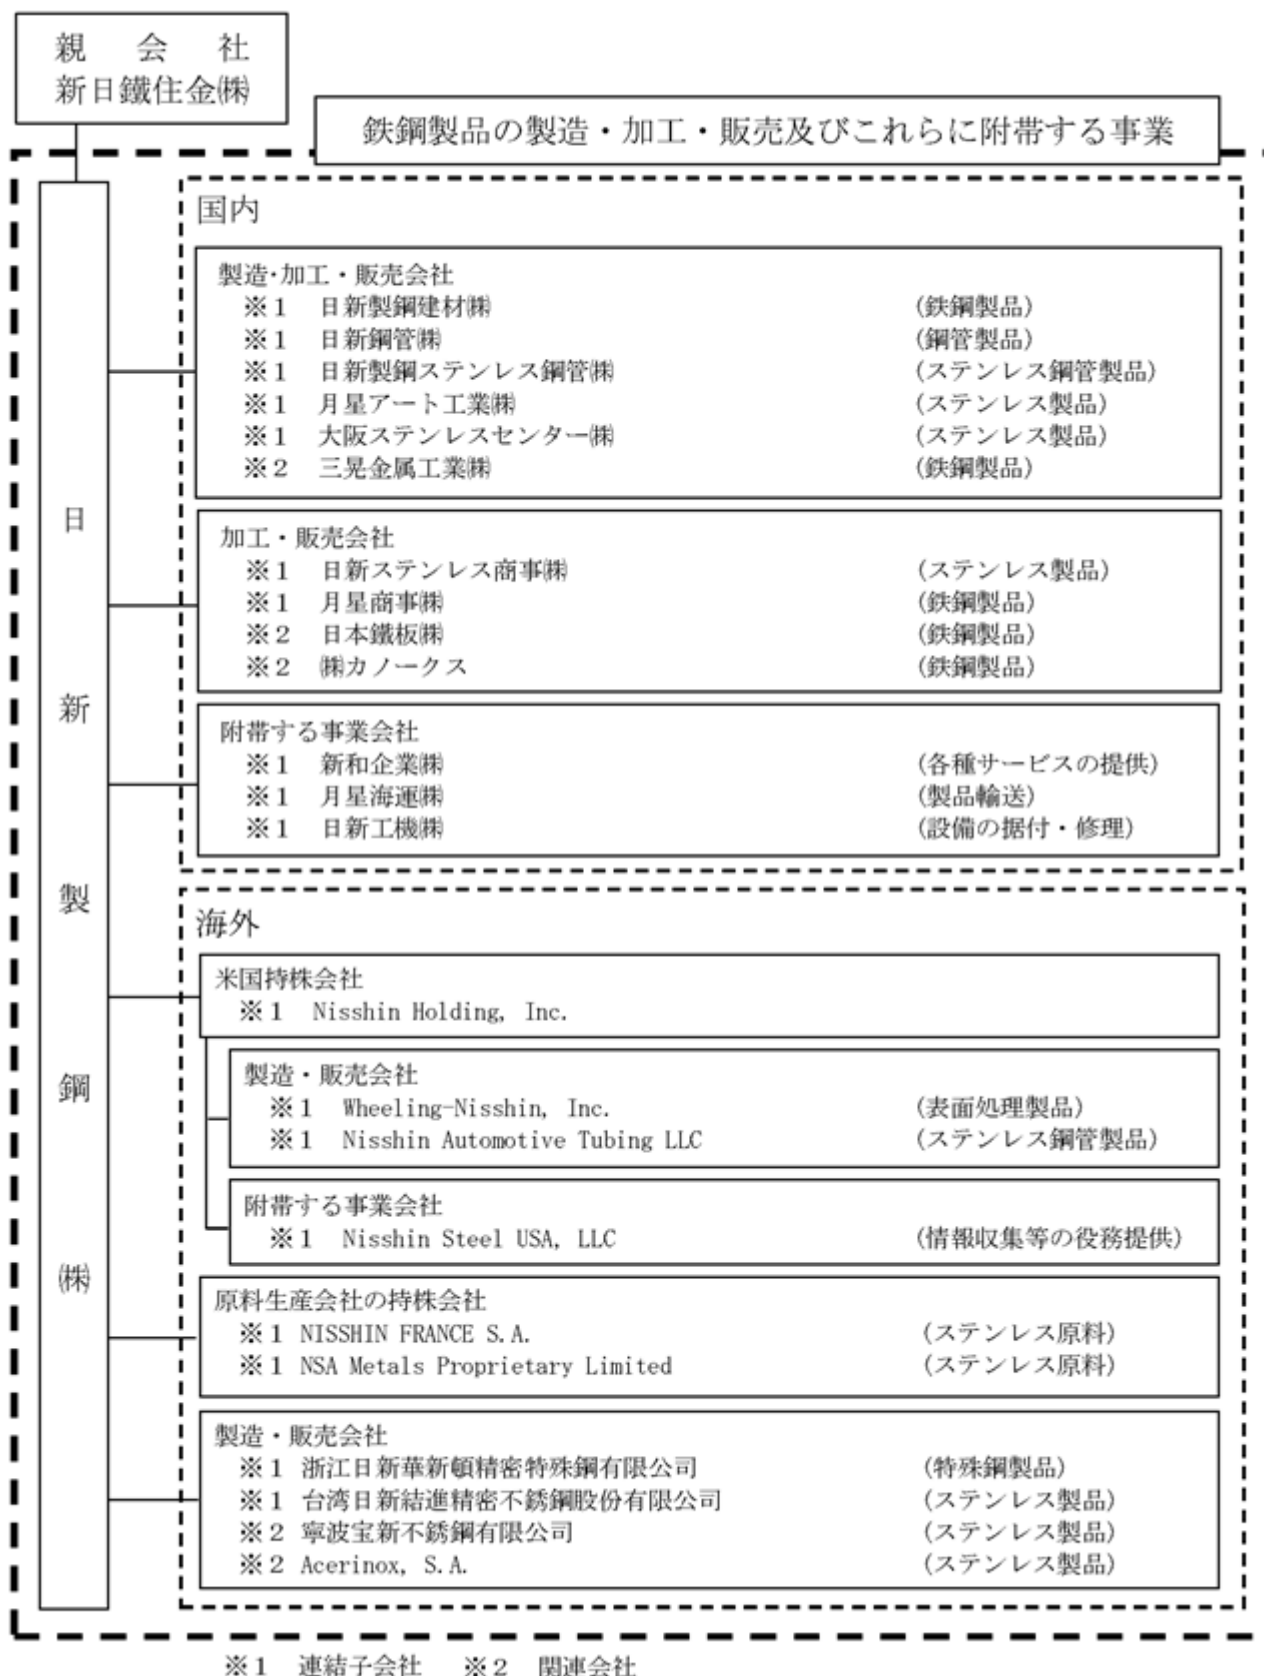 親　会　社
新日鐵住金㈱
鉄鋼製品の製造・加工・販売及びこれらに附帯する事業
日新製鋼㈱
国内
製造・加工・販売会社
※１　日新製鋼建材㈱　(鉄鋼製品)
※１　日新鋼管㈱　(鋼管製品)
※１　日新製鋼ステンレス鋼管㈱　(ステンレス鋼管製品)
※１　月星アート工業㈱　(ステンレス製品)
※１　大阪ステンレスセンター㈱　(ステンレス製品)
※２　三晃金属工業㈱　(鉄鋼製品)
加工・販売会社
※１　日新ステンレス商事㈱　(ステンレス製品)
※１　月星商事㈱　(鉄鋼製品)
※２　日本鐵板㈱　(鉄鋼製品)
※２　㈱カノークス　(鉄鋼製品)
附帯する事業会社
※１　新和企業㈱　(各種サービスの提供)
※１　月星海運㈱　(製品輸送)
※１　日新工機㈱　(設備の据付・修理)
海外
米国持株会社
※１　Nisshin Holding, Inc.
製造・販売会社
※１　Wheeling-Nisshin, Inc.　(表面処理製品)
※１　Nisshin Automotive Tubing LLC　(ステンレス鋼管製品)
附帯する事業会社
※１　Nisshin Steel USA, LLC　(情報収集等の役務提供)
原料生産会社の持株会社
※１ NISSHIN FRANCE S.A.　(ステンレス原料)
※１ NSA Metals Proprietary Limited　(ステンレス原料)
製造・販売会社
※１ 浙江日新華新頓精密特殊鋼有限公司　(特殊鋼製品)
※１ 台湾日新結進精密不銹鋼股份有限公司　(ステンレス製品)
※２ 寧波宝新不銹鋼有限公司　(ステンレス製品)
※２ Acerinox, S.A.　(ステンレス製品)
※１　連結子会社　※２　関連会社